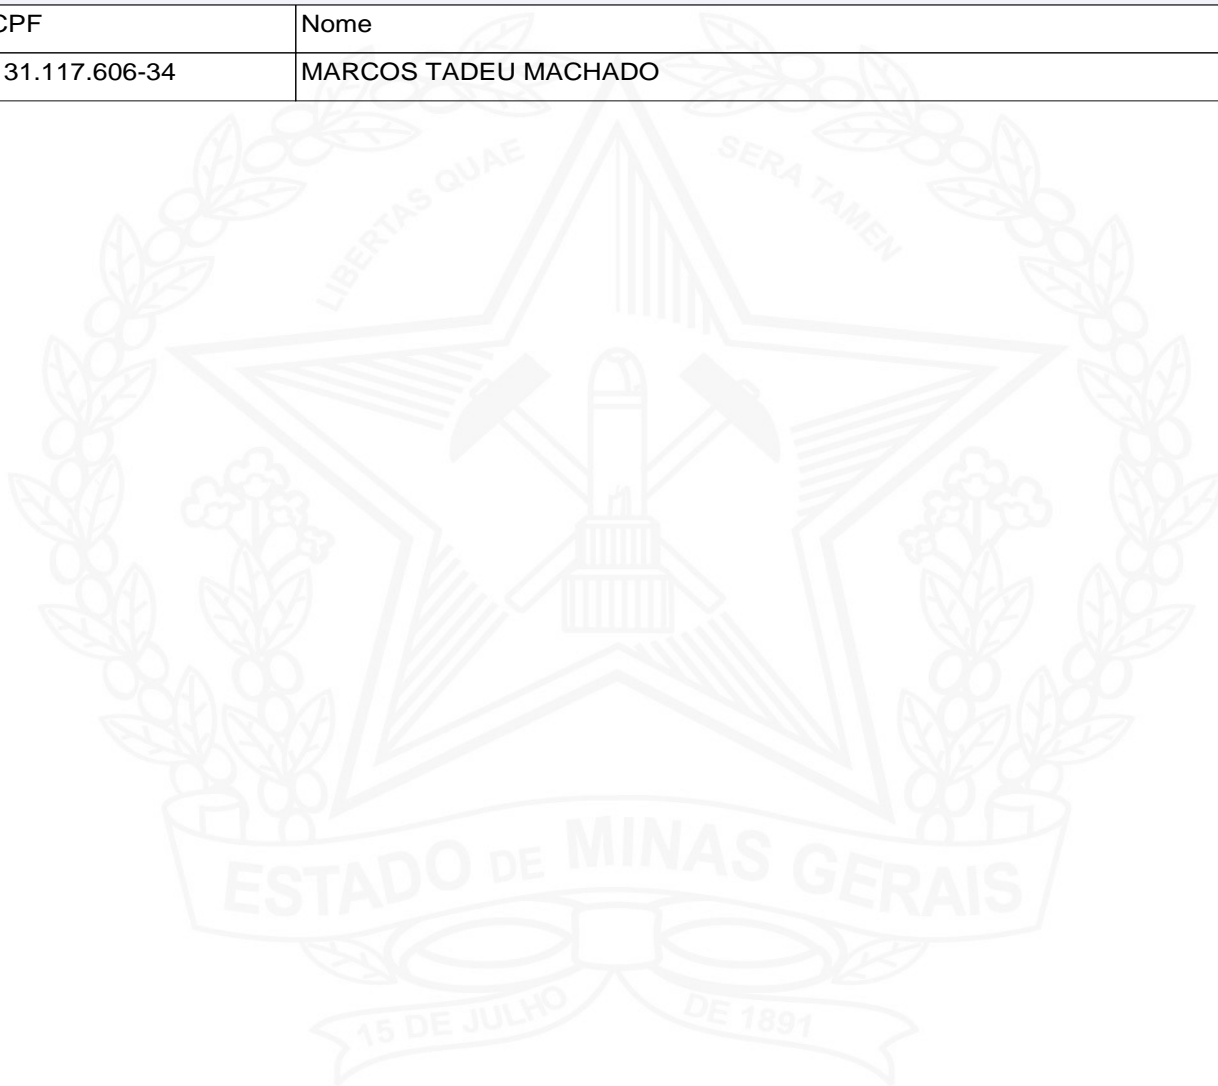 CPF Nome
31.117.606-34 MARCOS TADEU MACHADO
LIBERTAS QUAE SERA TAMEN
ESTADO DE MINAS GERAIS
15 DE JULHO DE 1891